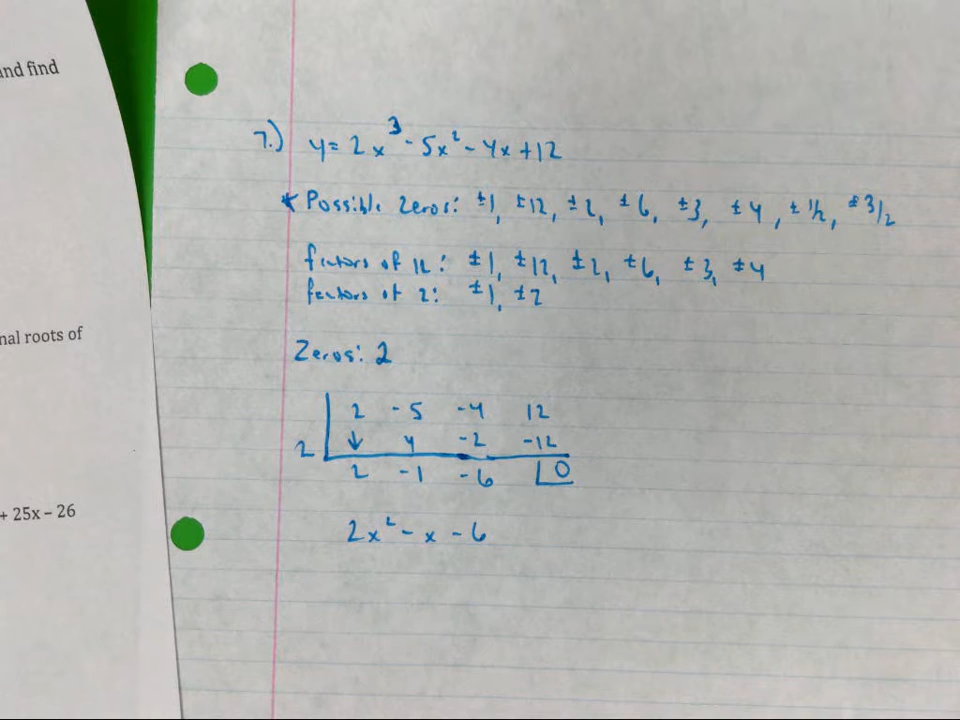 and find
nal roots of
+ 25x – 26
7.) y = 2x³ - 5x² - 4x + 12
* Possible Zeros: ±1, ±12, ±2, ±6, ±3, ±4, ± 1/2, ± 3/2
factors of 12: ±1, ±12, ±2, ±6, ±3, ±4
factors of 2: ±1, ±2
Zeros: 2
2 -5 -4 12
2 ↓ 4 -2 -12
2 -1 -6 0
2x² - x - 6